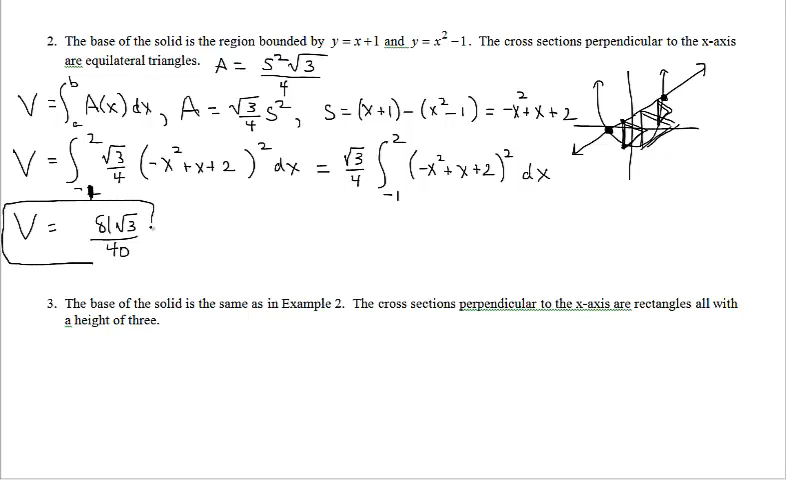 2. The base of the solid is the region bounded by y = x + 1 and y = x² − 1. The cross sections perpendicular to the x-axis
are equilateral triangles. A = s²√3/4
V = ∫ₐᵇ A(x) dx, A = √3/4 s², s = (x+1) − (x²−1) = −x² + x + 2
V = ∫₋₁² √3/4 (−x² + x + 2)² dx = √3/4 ∫₋₁² (−x² + x + 2)² dx
V = 81√3/40 !
3. The base of the solid is the same as in Example 2. The cross sections perpendicular to the x-axis are rectangles all with
a height of three.